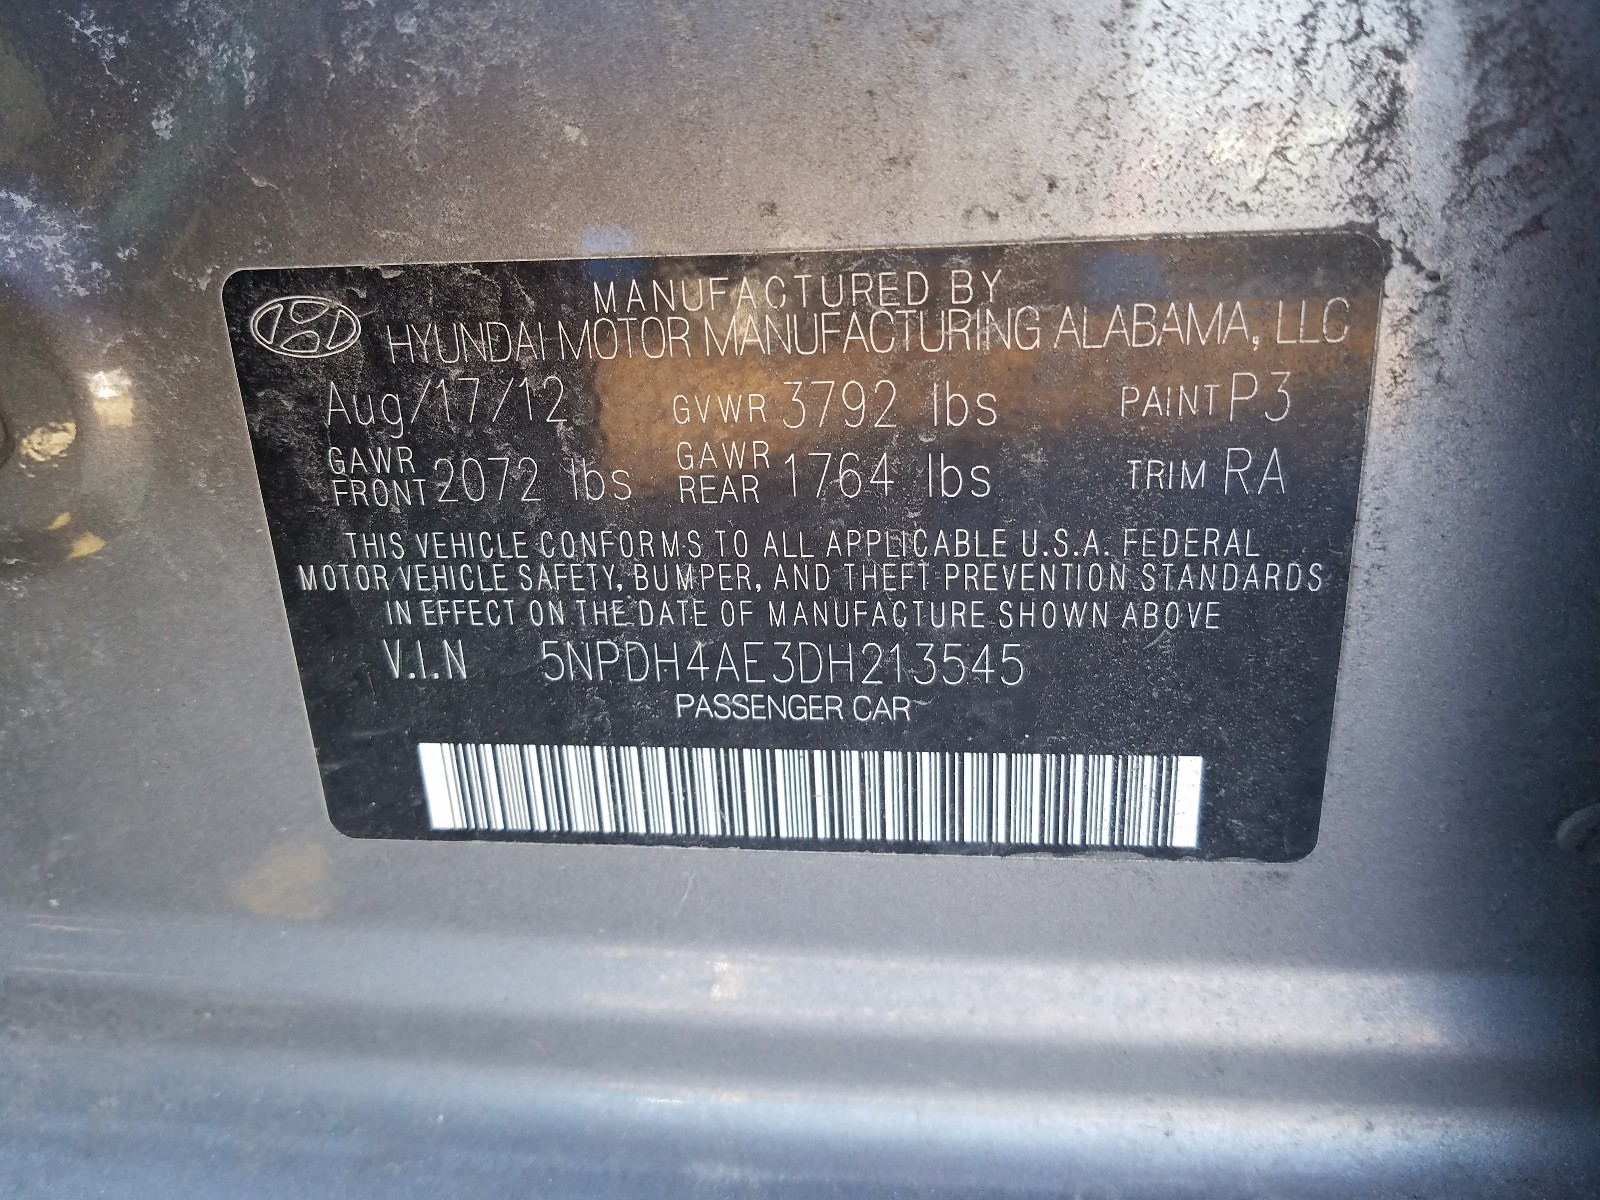 MANUFACTURED BY
HYUNDAI MOTOR MANUFACTURING ALABAMA, LLC
Aug/17/12 GVWR 3792 lbs PAINT P3
GAWR FRONT 2072 lbs GAWR REAR 1764 lbs TRIM RA
THIS VEHICLE CONFORMS TO ALL APPLICABLE U.S.A. FEDERAL
MOTOR VEHICLE SAFETY, BUMPER, AND THEFT PREVENTION STANDARDS
IN EFFECT ON THE DATE OF MANUFACTURE SHOWN ABOVE
V.I.N 5NPDH4AE3DH213545
PASSENGER CAR